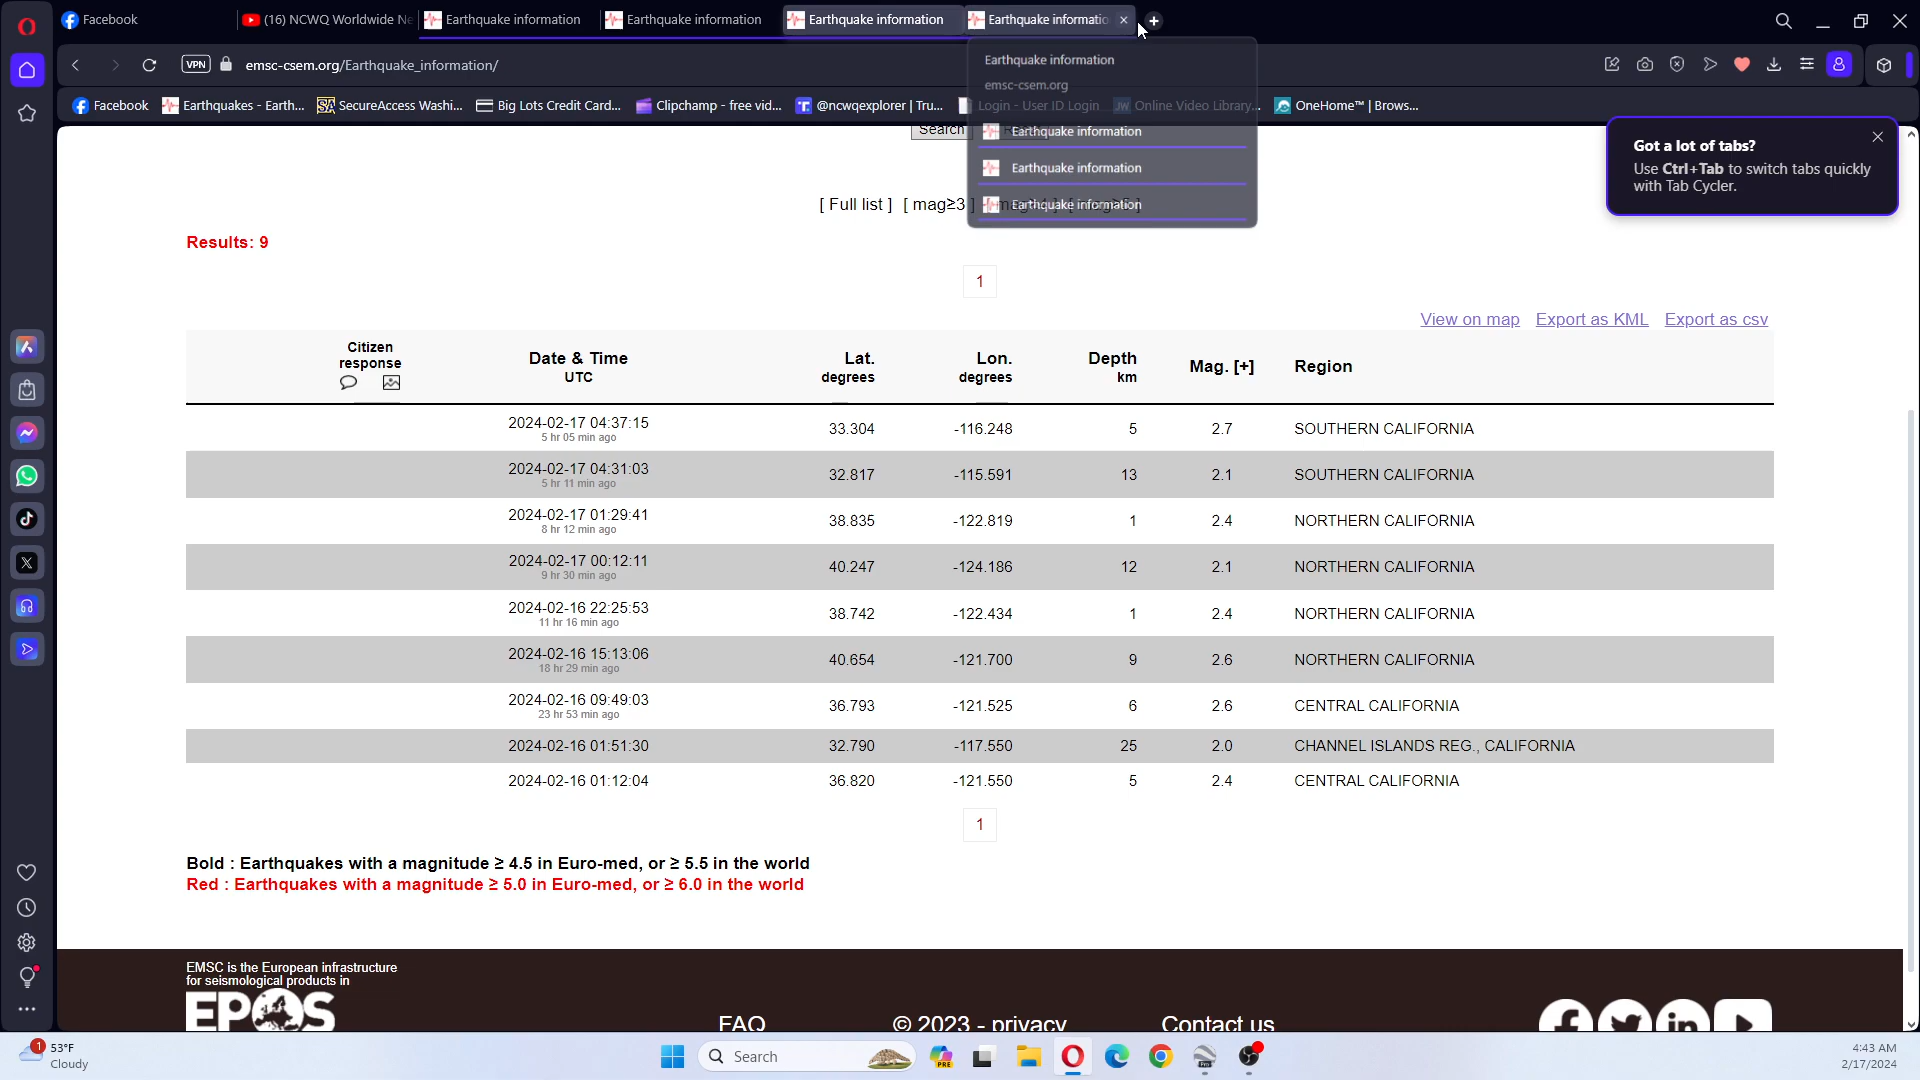 Facebook
(16) NCWQ Worldwide Ne
Earthquake information
Earthquake information
Earthquake information
Earthquake informatio
VPN
emsc-csem.org/Earthquake_information/
Earthquake information
emsc-csem.org
Earthquake information
Earthquake information
Earthquake information
Facebook
Earthquakes - Earth...
SecureAccess Washi...
Big Lots Credit Card...
Clipchamp - free vid...
@ncwqexplorer | Tru...
Login - User ID Login
Online Video Library...
OneHome™ | Brows...
Got a lot of tabs?
Use Ctrl+Tab to switch tabs quickly
with Tab Cycler.
Search
[ Full list ] [ mag≥3 ]
Results: 9
1
View on map Export as KML Export as csv
Citizen
response
Date & Time
UTC
Lat.
degrees
Lon.
degrees
Depth
km
Mag. [+]
Region
2024-02-17 04:37:15 33.304 -116.248 5 2.7 SOUTHERN CALIFORNIA
5 hr 05 min ago
2024-02-17 04:31:03 32.817 -115.591 13 2.1 SOUTHERN CALIFORNIA
5 hr 11 min ago
2024-02-17 01:29:41 38.835 -122.819 1 2.4 NORTHERN CALIFORNIA
8 hr 12 min ago
2024-02-17 00:12:11 40.247 -124.186 12 2.1 NORTHERN CALIFORNIA
9 hr 30 min ago
2024-02-16 22:25:53 38.742 -122.434 1 2.4 NORTHERN CALIFORNIA
11 hr 16 min ago
2024-02-16 15:13:06 40.654 -121.700 9 2.6 NORTHERN CALIFORNIA
18 hr 29 min ago
2024-02-16 09:49:03 36.793 -121.525 6 2.6 CENTRAL CALIFORNIA
23 hr 53 min ago
2024-02-16 01:51:30 32.790 -117.550 25 2.0 CHANNEL ISLANDS REG., CALIFORNIA
2024-02-16 01:12:04 36.820 -121.550 5 2.4 CENTRAL CALIFORNIA
1
Bold : Earthquakes with a magnitude ≥ 4.5 in Euro-med, or ≥ 5.5 in the world
Red : Earthquakes with a magnitude ≥ 5.0 in Euro-med, or ≥ 6.0 in the world
EMSC is the European infrastructure
for seismological products in
EPOS
FAQ
© 2023 - privacy
Contact us
1
53°F
Cloudy
Search
PRE
4:43 AM
2/17/2024